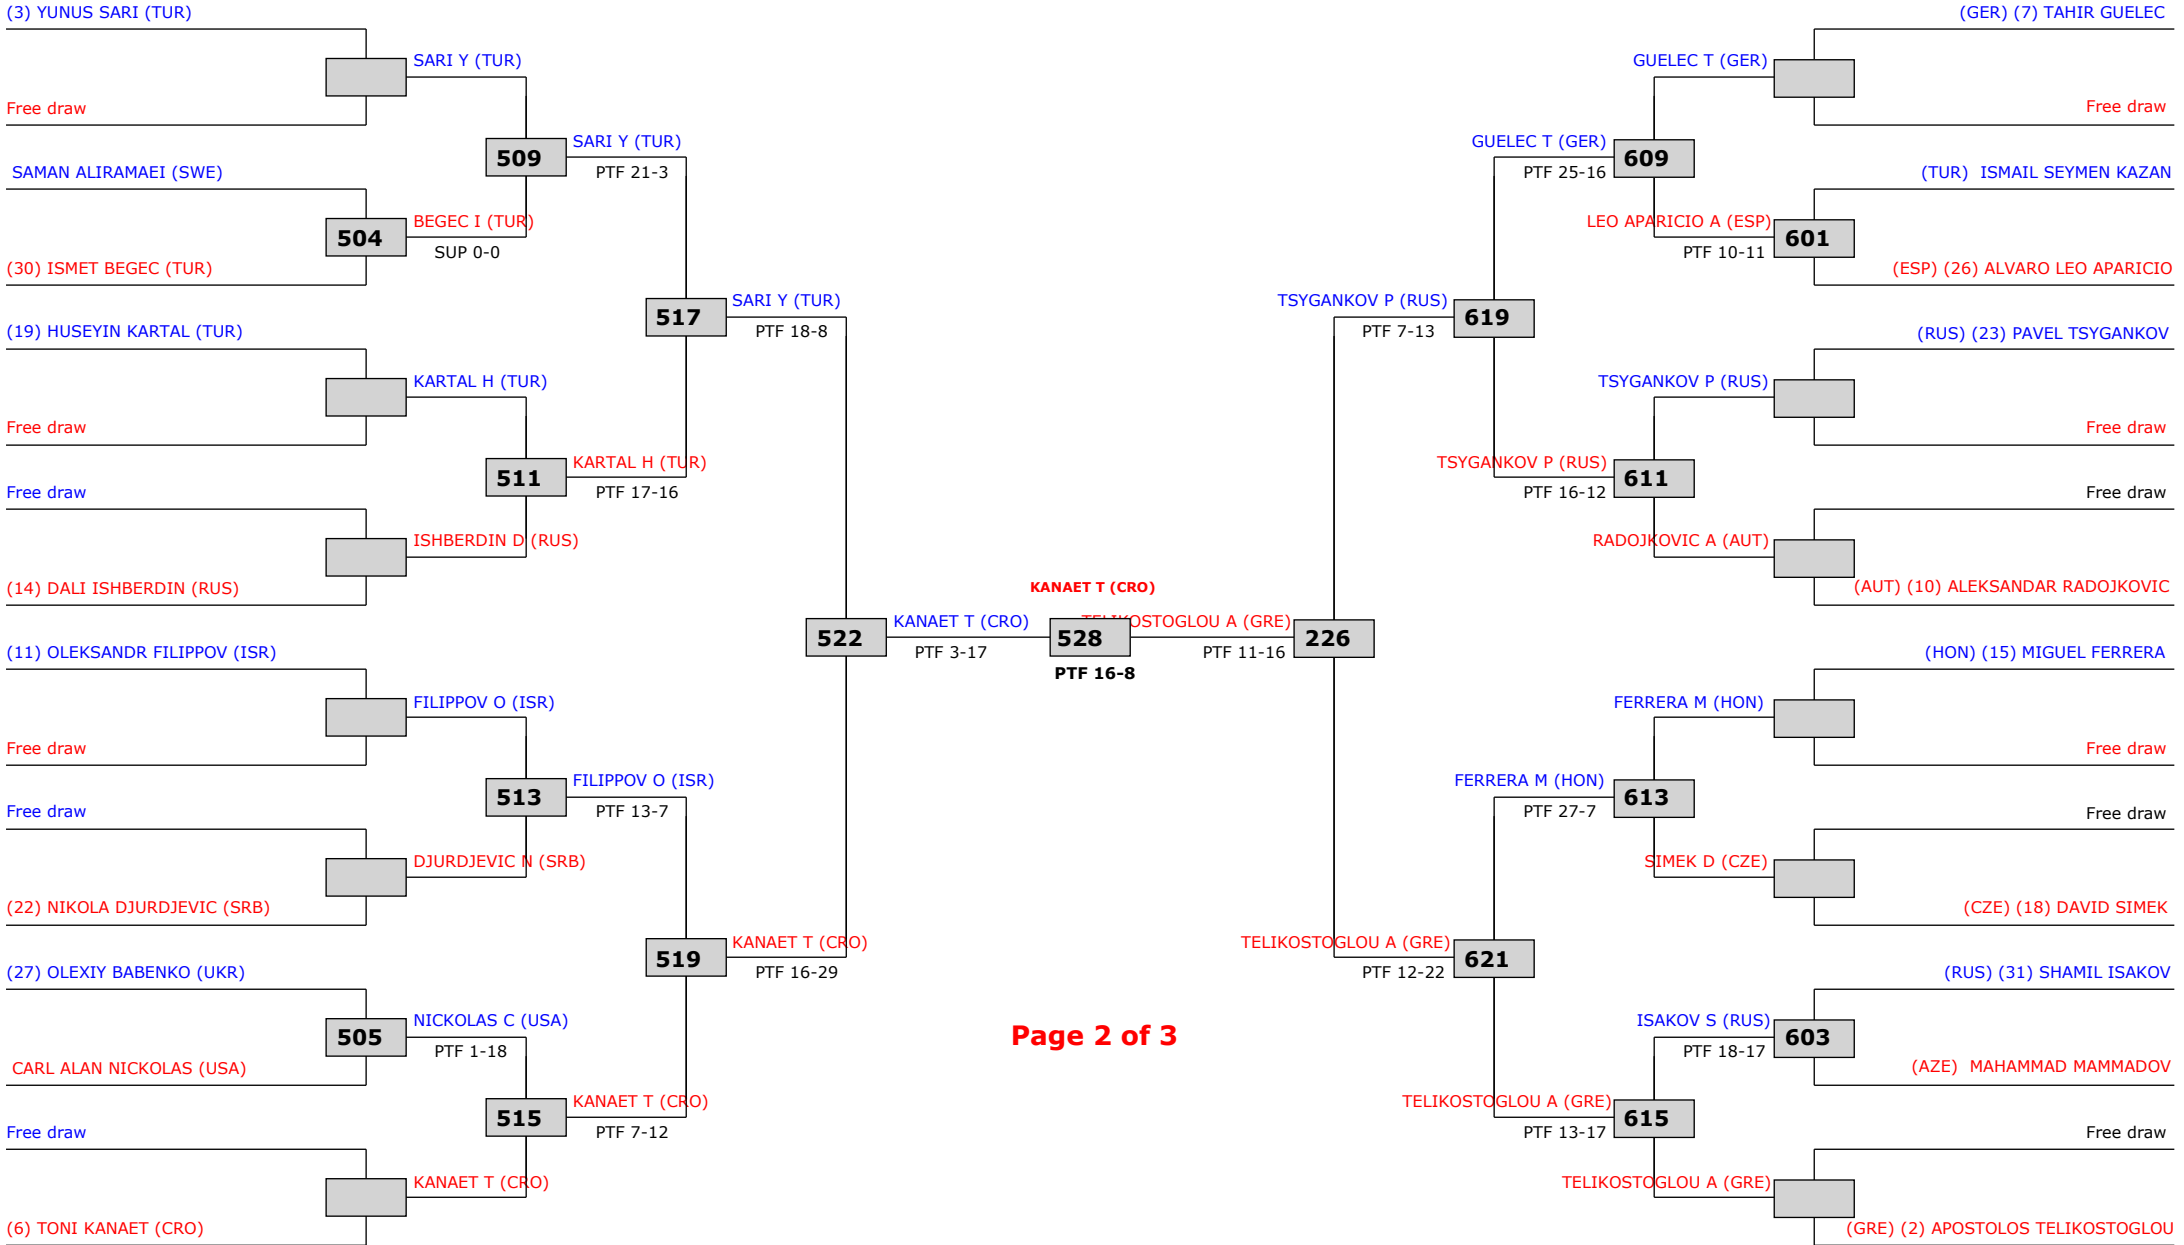 (3) YUNUS SARI (TUR)
SARI Y (TUR)
Free draw
509
SARI Y (TUR)
PTF 21-3
SAMAN ALIRAMAEI (SWE)
504
BEGEC I (TUR)
SUP 0-0
(30) ISMET BEGEC (TUR)
517
SARI Y (TUR)
PTF 18-8
(19) HUSEYIN KARTAL (TUR)
KARTAL H (TUR)
Free draw
511
KARTAL H (TUR)
PTF 17-16
Free draw
ISHBERDIN D (RUS)
(14) DALI ISHBERDIN (RUS)
522
KANAET T (CRO)
PTF 3-17
(11) OLEKSANDR FILIPPOV (ISR)
FILIPPOV O (ISR)
Free draw
513
FILIPPOV O (ISR)
PTF 13-7
Free draw
DJURDJEVIC N (SRB)
(22) NIKOLA DJURDJEVIC (SRB)
519
KANAET T (CRO)
PTF 16-29
(27) OLEXIY BABENKO (UKR)
505
NICKOLAS C (USA)
PTF 1-18
CARL ALAN NICKOLAS (USA)
515
KANAET T (CRO)
PTF 7-12
Free draw
KANAET T (CRO)
(6) TONI KANAET (CRO)
KANAET T (CRO)
528
PTF 16-8
Page 2 of 3
(GER) (7) TAHIR GUELEC
GUELEC T (GER)
Free draw
GUELEC T (GER)
609
PTF 25-16
(TUR) ISMAIL SEYMEN KAZAN
LEO APARICIO A (ESP)
601
PTF 10-11
(ESP) (26) ALVARO LEO APARICIO
TSYGANKOV P (RUS)
619
PTF 7-13
(RUS) (23) PAVEL TSYGANKOV
TSYGANKOV P (RUS)
Free draw
TSYGANKOV P (RUS)
611
PTF 16-12
Free draw
RADOJKOVIC A (AUT)
(AUT) (10) ALEKSANDAR RADOJKOVIC
TELIKOSTOGLOU A (GRE)
226
PTF 11-16
(HON) (15) MIGUEL FERRERA
FERRERA M (HON)
Free draw
FERRERA M (HON)
613
PTF 27-7
Free draw
SIMEK D (CZE)
(CZE) (18) DAVID SIMEK
TELIKOSTOGLOU A (GRE)
621
PTF 12-22
(RUS) (31) SHAMIL ISAKOV
ISAKOV S (RUS)
603
PTF 18-17
(AZE) MAHAMMAD MAMMADOV
TELIKOSTOGLOU A (GRE)
615
PTF 13-17
Free draw
TELIKOSTOGLOU A (GRE)
(GRE) (2) APOSTOLOS TELIKOSTOGLOU